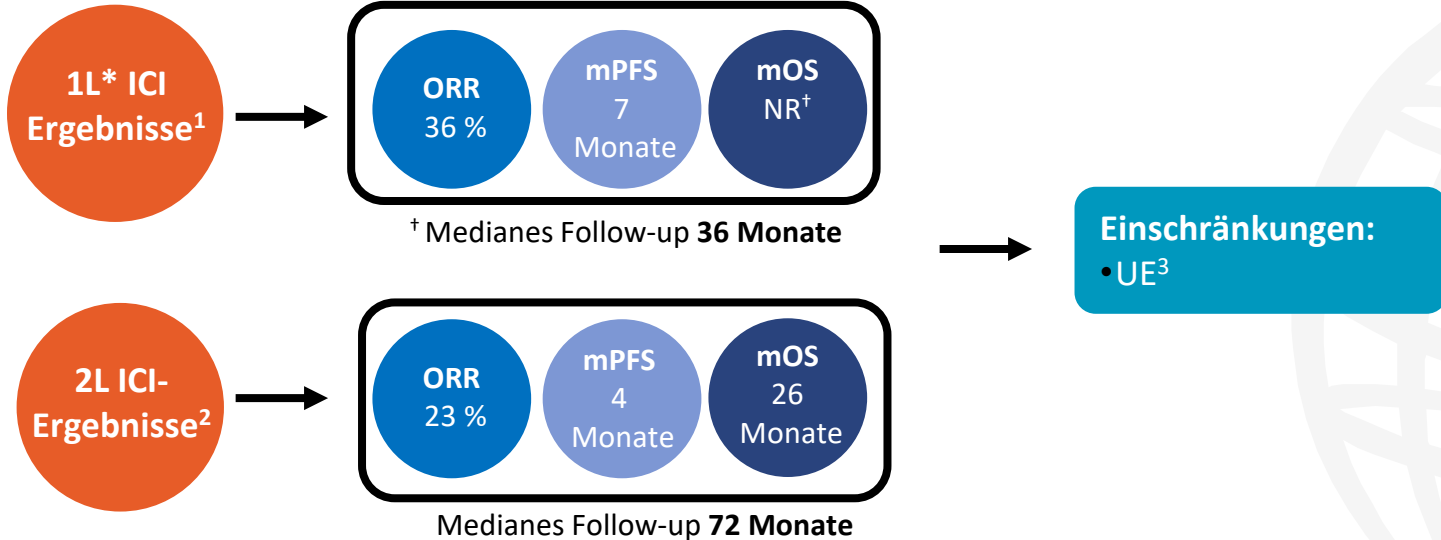 1L* ICI
Ergebnisse¹
ORR
36 %
mPFS
7
Monate
mOS
NR†
† Medianes Follow-up 36 Monate
2L ICI-
Ergebnisse²
ORR
23 %
mPFS
4
Monate
mOS
26
Monate
Medianes Follow-up 72 Monate
Einschränkungen:
•UE³